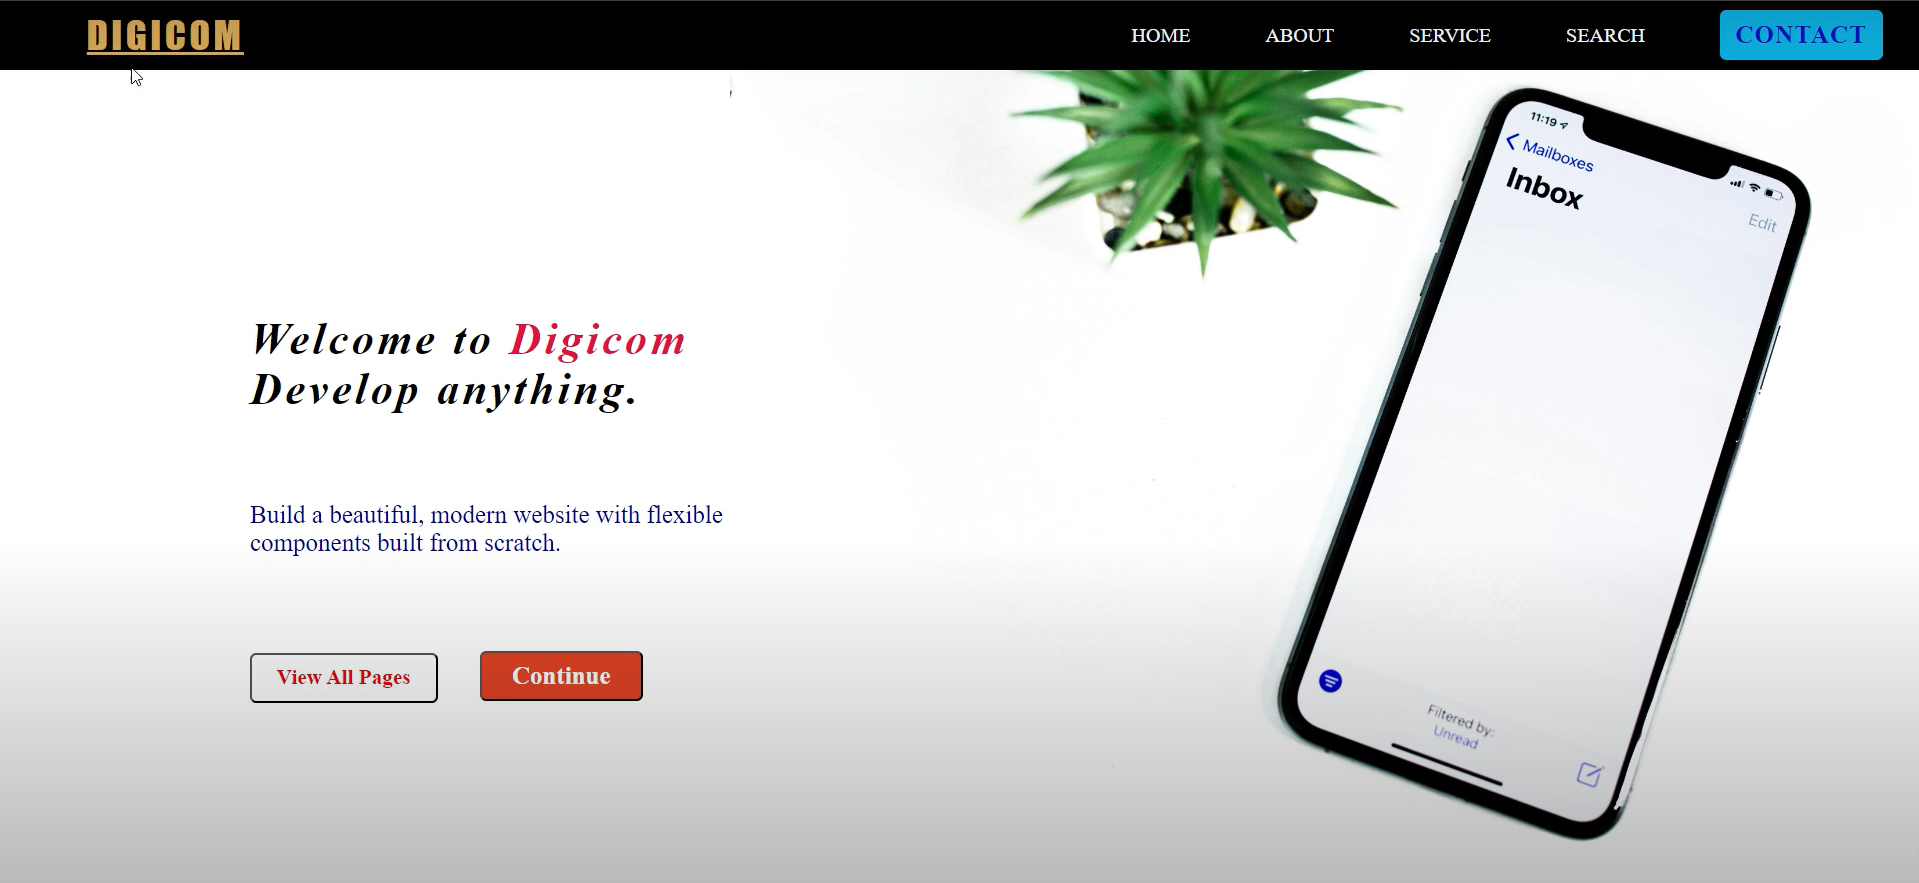 DIGICOM
HOME
ABOUT
SERVICE
SEARCH
CONTACT
11:19
Mailboxes
Inbox
Edit
Welcome to Digicom
Develop anything.
Build a beautiful, modern website with flexible
components built from scratch.
View All Pages
Continue
Filtered by:
Unread